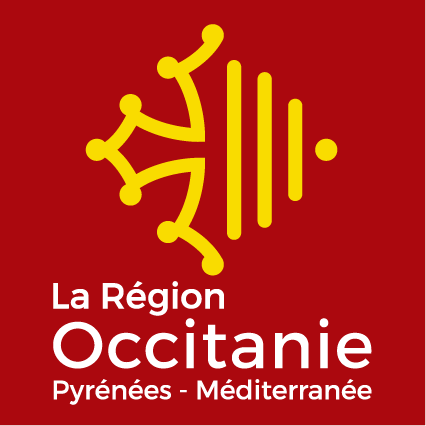 La Région
Occitanie
Pyrénées - Méditerranée